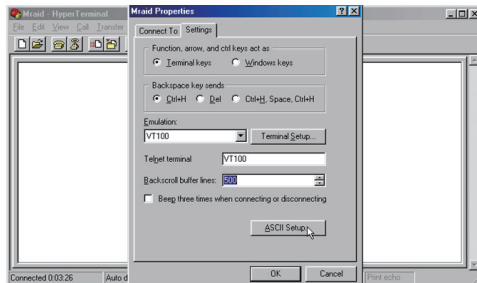 Mraid - HyperTerminal
File Edit View Call Transfer
Mraid Properties
Connect To Settings
Function, arrow, and ctrl keys act as
Terminal keys Windows keys
Backspace key sends
Ctrl+H Del Ctrl+H, Space, Ctrl+H
Emulation:
VT100 Terminal Setup...
Telnet terminal VT100
Backscroll buffer lines: 500
Beep three times when connecting or disconnecting
ASCII Setup...
OK Cancel
Connected 0:03:26 Auto d Print echo